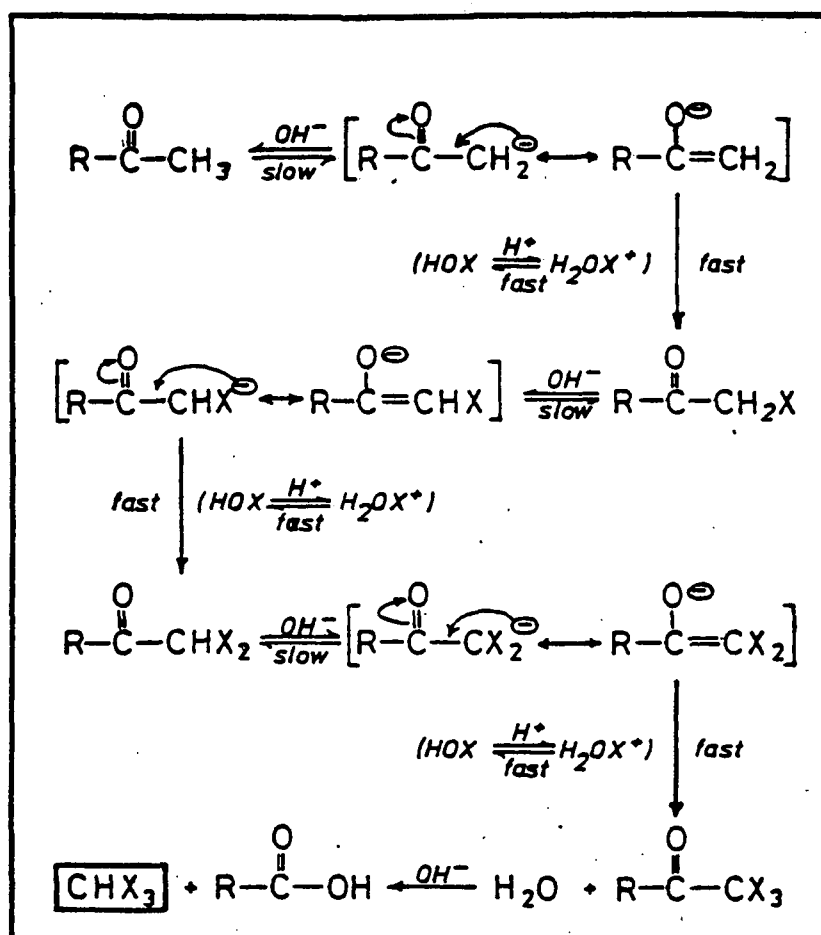 R–C(=O)–CH3 ⇌ OH⁻ slow [R–C(=O)–CH2⊖ ↔ R–C(O⊖)=CH2]
(HOX ⇌ H⁺ fast H2OX⁺) fast
[R–C(=O)–CHX⊖ ↔ R–C(O⊖)=CHX] ⇌ OH⁻ slow R–C(=O)–CH2X
fast (HOX ⇌ H⁺ fast H2OX⁺)
R–C(=O)–CHX2 ⇌ OH⁻ slow [R–C(=O)–CX2⊖ ↔ R–C(O⊖)=CX2]
(HOX ⇌ H⁺ fast H2OX⁺) fast
CHX3 + R–C(=O)–OH ← OH⁻ H2O + R–C(=O)–CX3